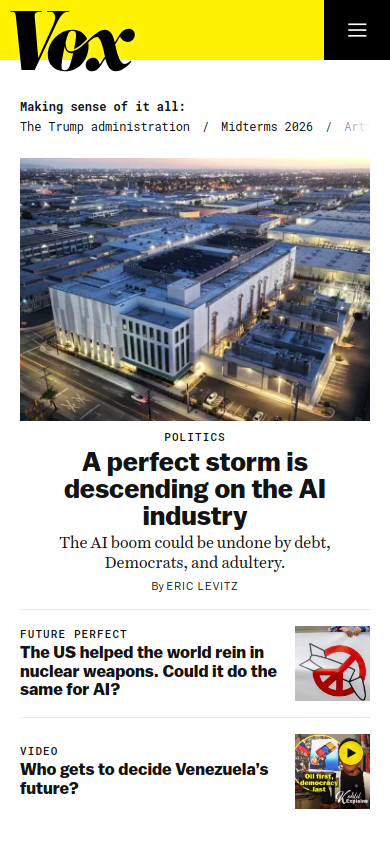 Vox
Making sense of it all:
The Trump administration / Midterms 2026 / Art
POLITICS
A perfect storm is
descending on the AI
industry
The AI boom could be undone by debt,
Democrats, and adultery.
By ERIC LEVITZ
FUTURE PERFECT
The US helped the world rein in
nuclear weapons. Could it do the
same for AI?
VIDEO
Who gets to decide Venezuela’s
future?
Oil first,
democracy
last
Explains